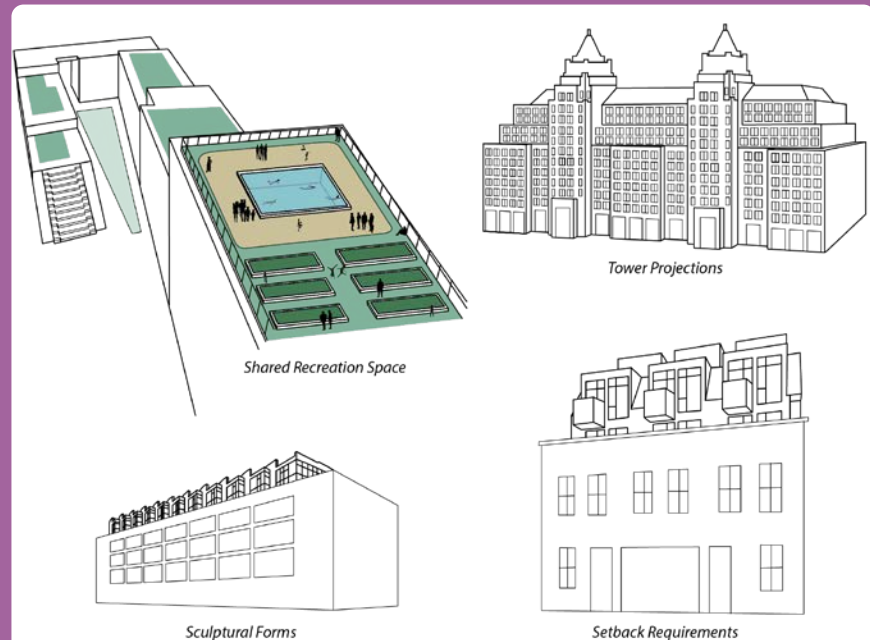 Tower Projections
Shared Recreation Space
Sculptural Forms
Setback Requirements